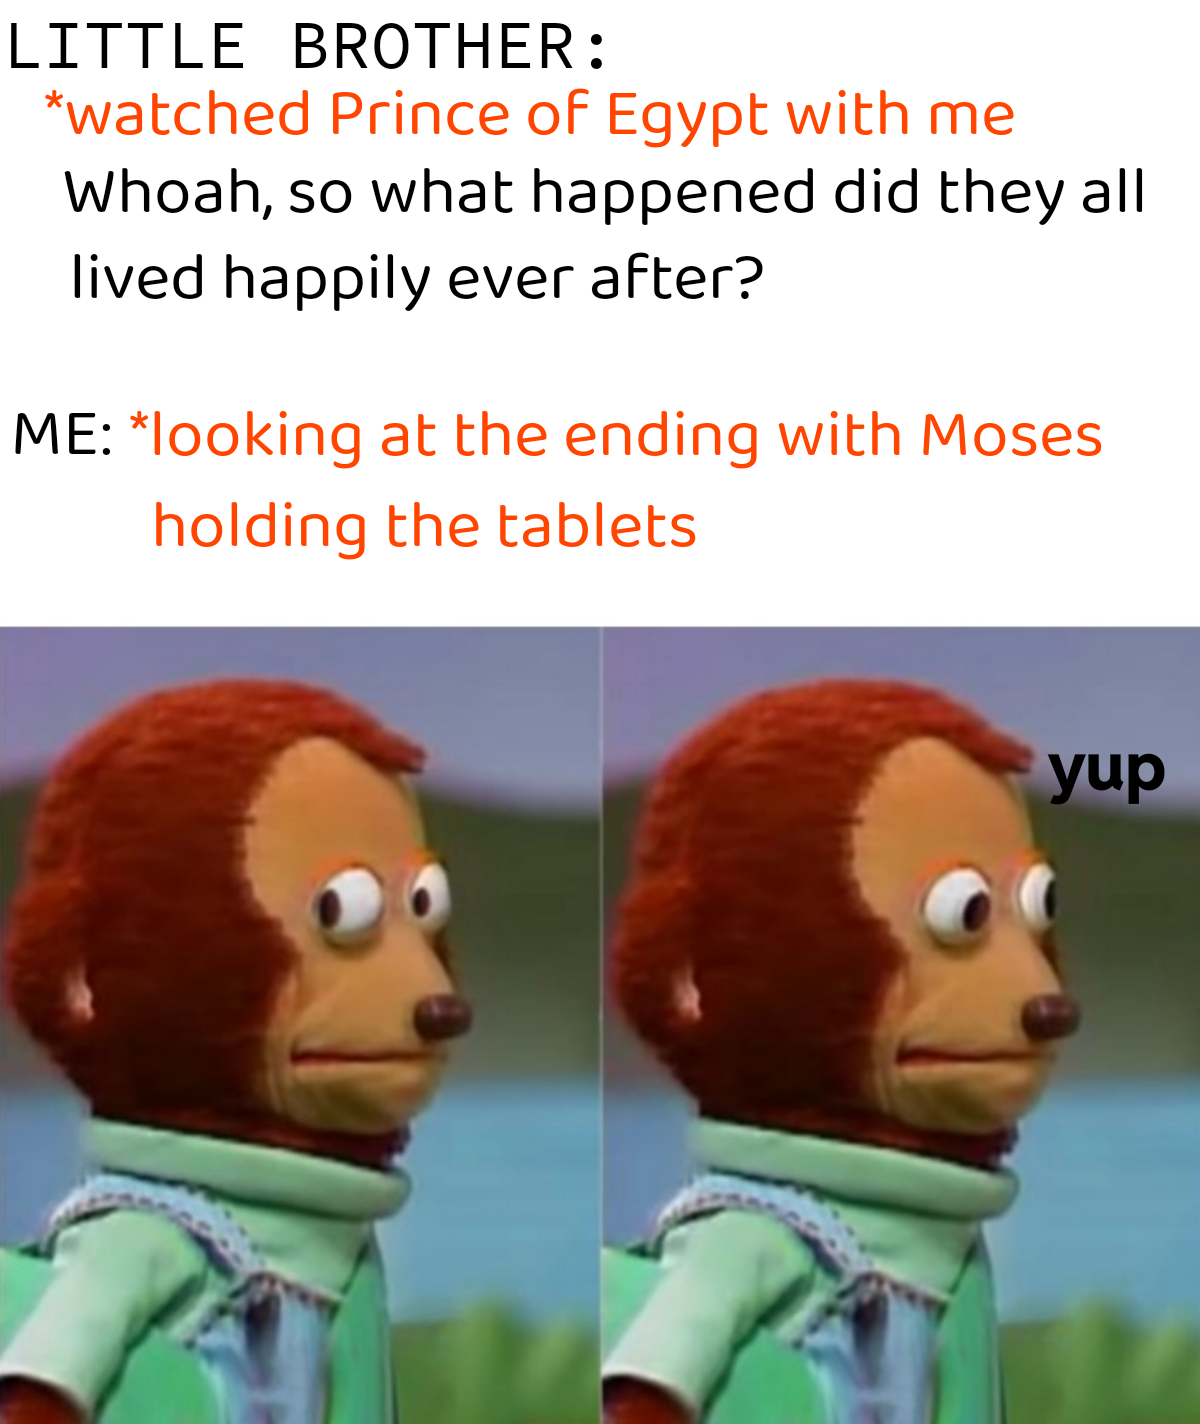 LITTLE BROTHER:
*watched Prince of Egypt with me
Whoah, so what happened did they all
lived happily ever after?
ME: *looking at the ending with Moses
holding the tablets
yup